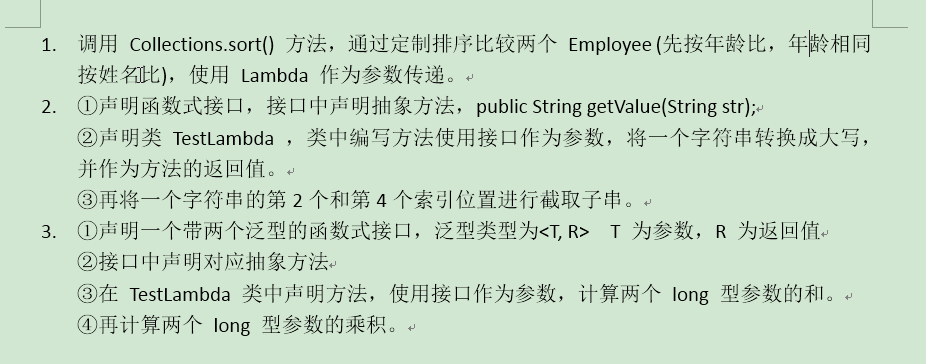 1. 调用 Collections.sort() 方法，通过定制排序比较两个 Employee (先按年龄比，年龄相同
按姓名比)，使用 Lambda 作为参数传递。
2. ①声明函数式接口，接口中声明抽象方法，public String getValue(String str);
②声明类 TestLambda ，类中编写方法使用接口作为参数，将一个字符串转换成大写，
并作为方法的返回值。
③再将一个字符串的第 2 个和第 4 个索引位置进行截取子串。
3. ①声明一个带两个泛型的函数式接口，泛型类型为<T, R> T 为参数，R 为返回值
②接口中声明对应抽象方法
③在 TestLambda 类中声明方法，使用接口作为参数，计算两个 long 型参数的和。
④再计算两个 long 型参数的乘积。